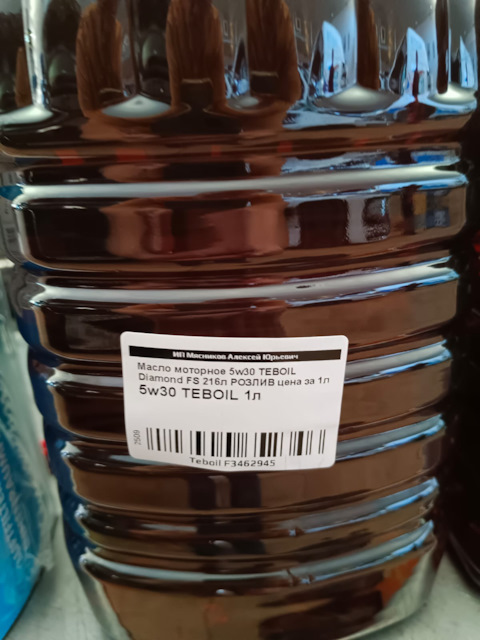 ИП Мясников Алексей Юрьевич
Масло моторное 5w30 TEBOIL
Diamond FS 216л РОЗЛИВ цена за 1л
5w30 TEBOIL 1л
2509
Teboil F3462945